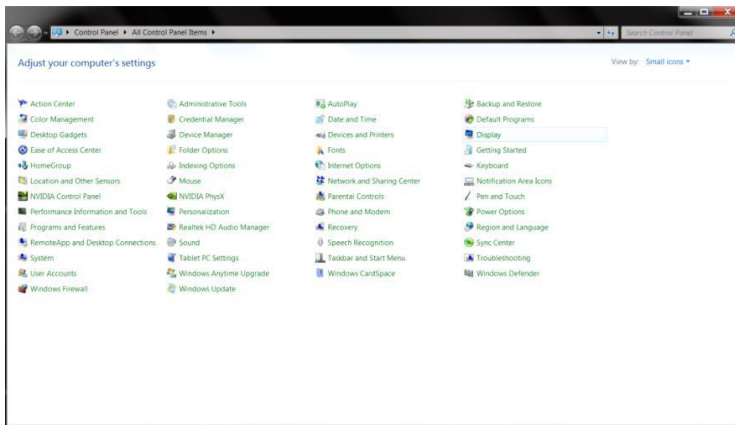 Control Panel All Control Panel Items
Search Control Panel
Adjust your computer's settings
View by: Small icons
Action Center Administrative Tools AutoPlay Backup and Restore
Color Management Credential Manager Date and Time Default Programs
Desktop Gadgets Device Manager Devices and Printers Display
Ease of Access Center Folder Options Fonts Getting Started
HomeGroup Indexing Options Internet Options Keyboard
Location and Other Sensors Mouse Network and Sharing Center Notification Area Icons
NVIDIA Control Panel NVIDIA PhysX Parental Controls Pen and Touch
Performance Information and Tools Personalization Phone and Modem Power Options
Programs and Features Realtek HD Audio Manager Recovery Region and Language
RemoteApp and Desktop Connections Sound Speech Recognition Sync Center
System Tablet PC Settings Taskbar and Start Menu Troubleshooting
User Accounts Windows Anytime Upgrade Windows CardSpace Windows Defender
Windows Firewall Windows Update